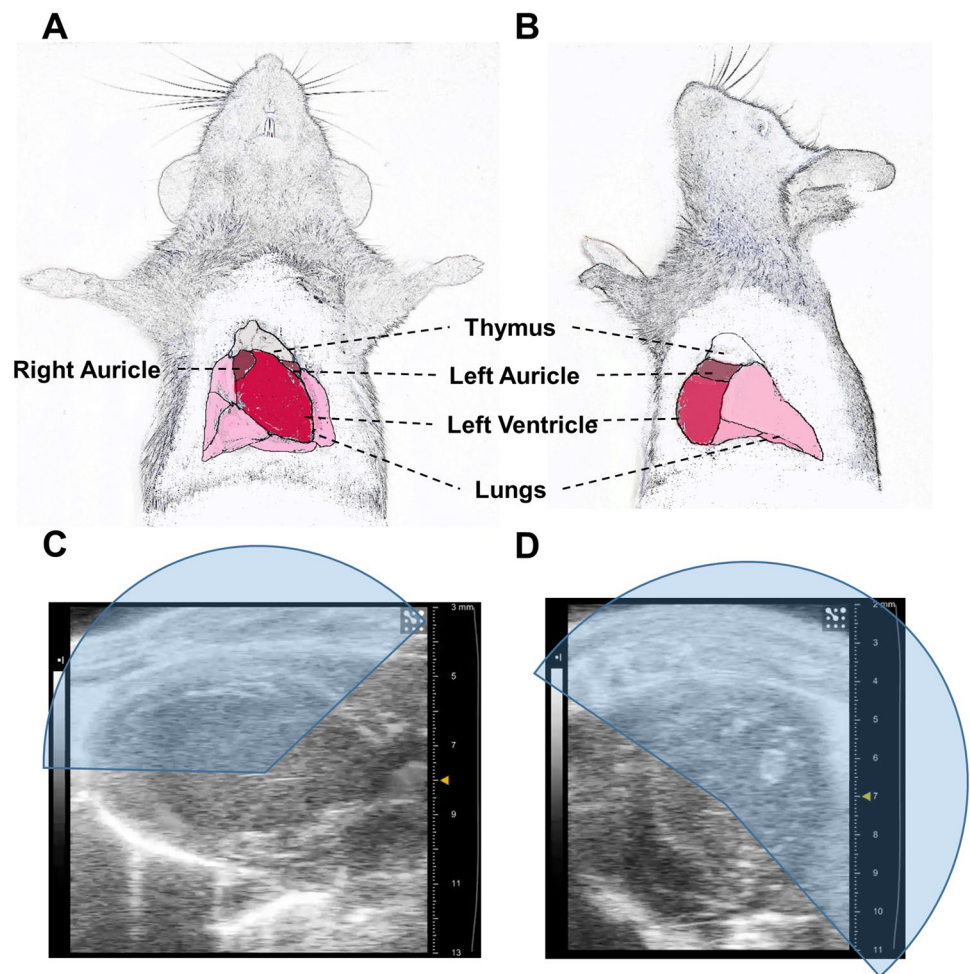 A
B
Thymus
Right Auricle
Left Auricle
Left Ventricle
Lungs
C
D
3 mm
5
7
9
11
13
2 mm
3
4
5
6
7
8
9
10
11